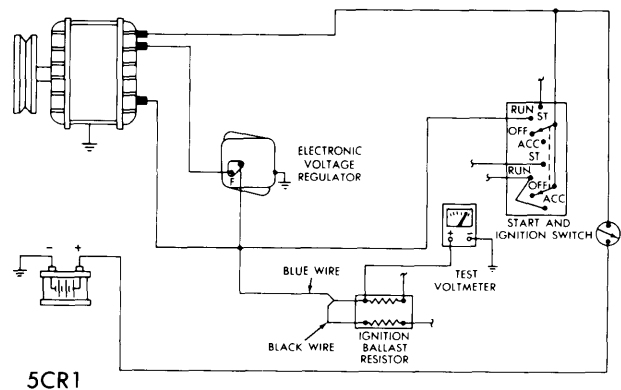 RUN
ST
OFF
ACC
ST
RUN
OFF
ACC
START AND
IGNITION SWITCH
ELECTRONIC
VOLTAGE
REGULATOR
F
+ -
TEST
VOLTMETER
- +
BLUE WIRE
BLACK WIRE
IGNITION
BALLAST
RESISTOR
5CR1